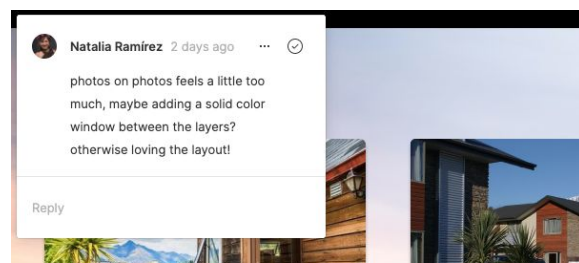 Natalia Ramírez 2 days ago
photos on photos feels a little too
much, maybe adding a solid color
window between the layers?
otherwise loving the layout!
Reply